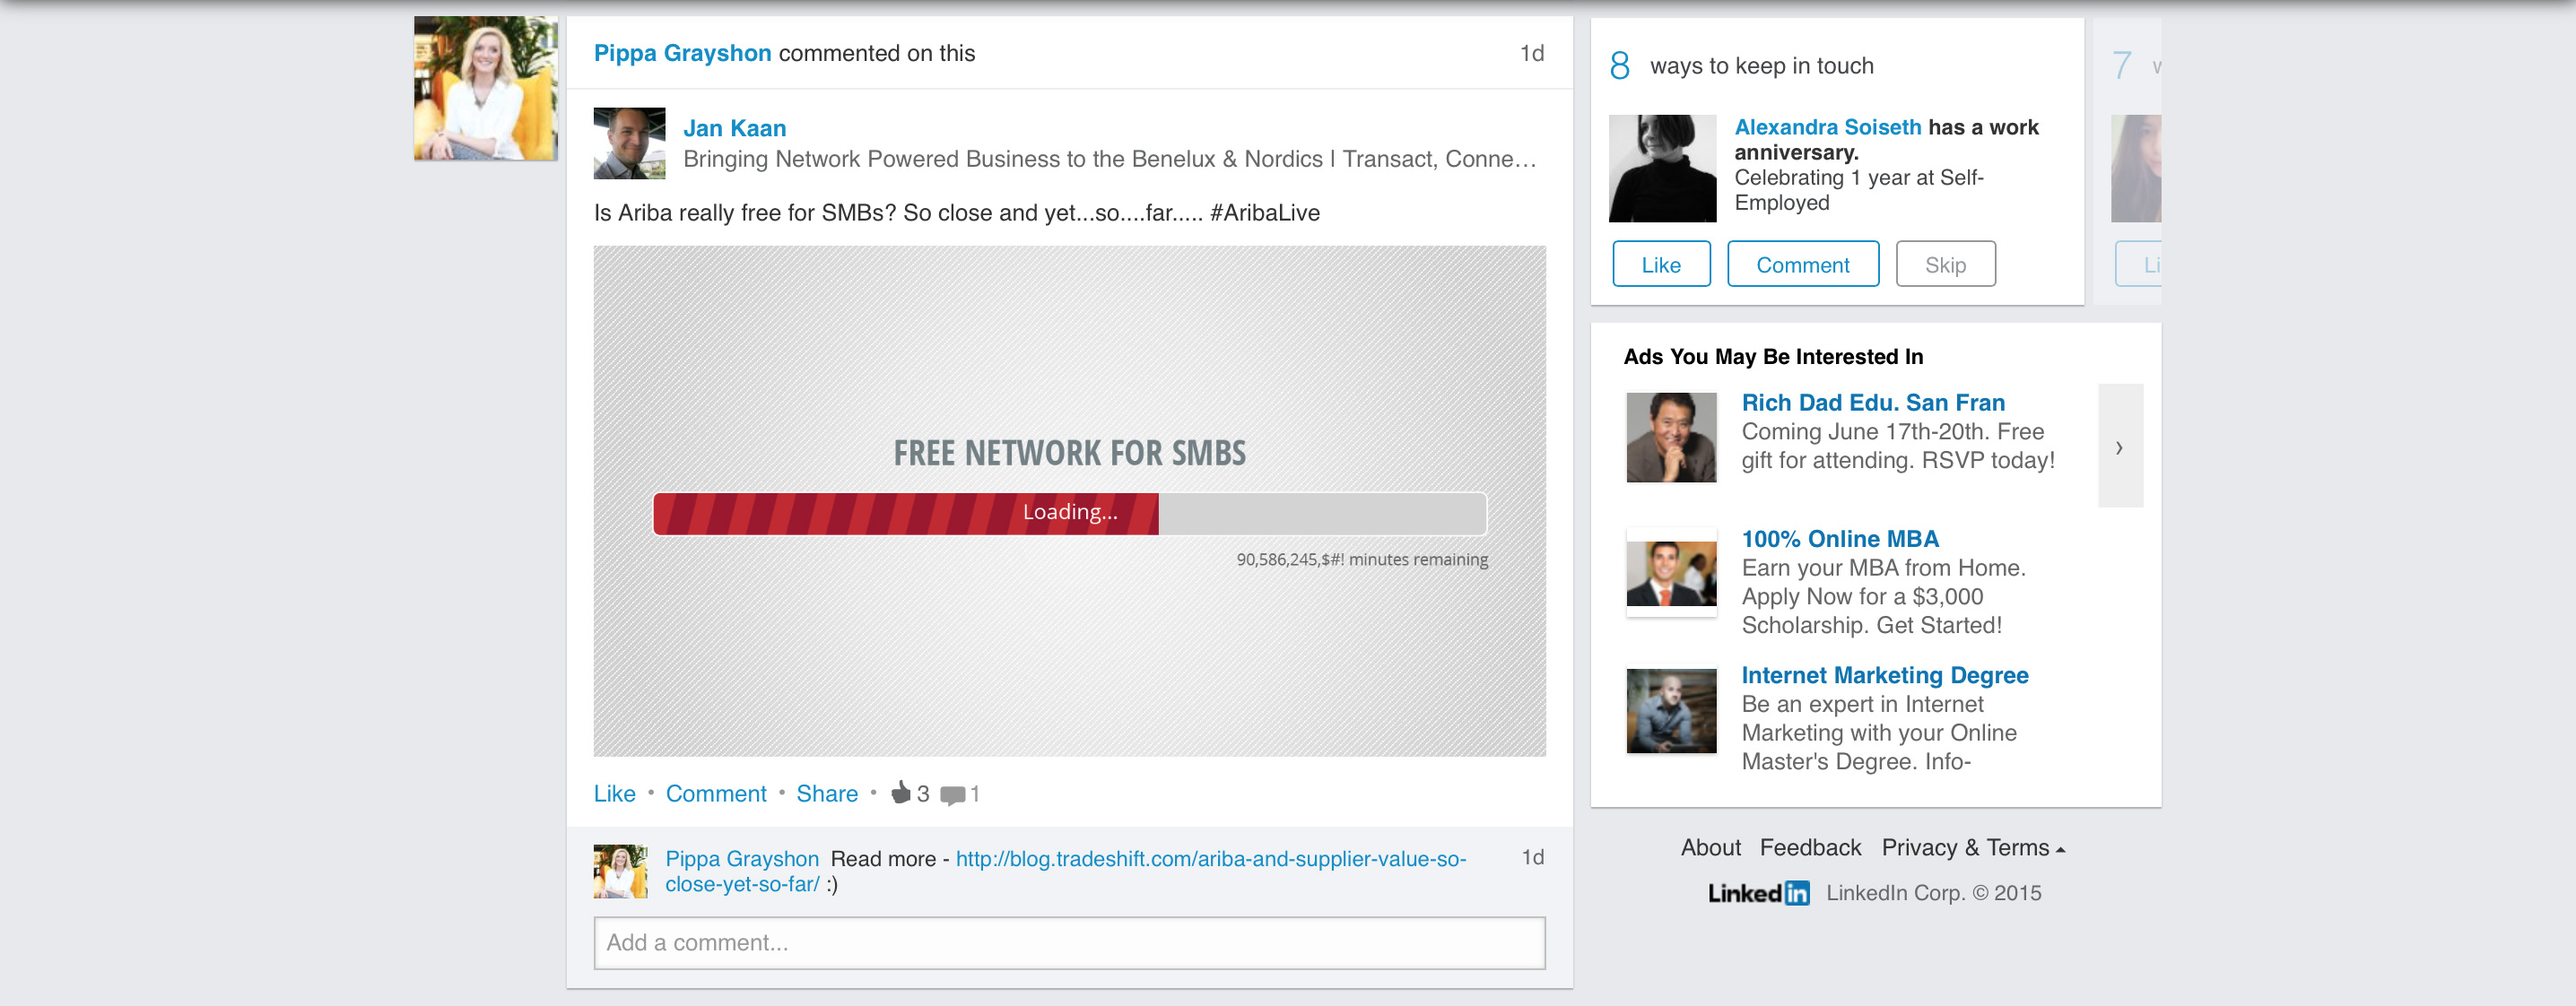 Pippa Grayshon commented on this 1d
Jan Kaan
Bringing Network Powered Business to the Benelux & Nordics | Transact, Conne...
Is Ariba really free for SMBs? So close and yet...so....far..... #AribaLive
FREE NETWORK FOR SMBS
Loading...
90,586,245,$#! minutes remaining
Like • Comment • Share • 3 1
Pippa Grayshon Read more - http://blog.tradeshift.com/ariba-and-supplier-value-so-
close-yet-so-far/ :) 1d
Add a comment...
8 ways to keep in touch
Alexandra Soiseth has a work
anniversary.
Celebrating 1 year at Self-
Employed
Like Comment Skip
7
Ads You May Be Interested In
Rich Dad Edu. San Fran
Coming June 17th-20th. Free
gift for attending. RSVP today!
100% Online MBA
Earn your MBA from Home.
Apply Now for a $3,000
Scholarship. Get Started!
Internet Marketing Degree
Be an expert in Internet
Marketing with your Online
Master's Degree. Info-
About Feedback Privacy & Terms
Linked in LinkedIn Corp. © 2015